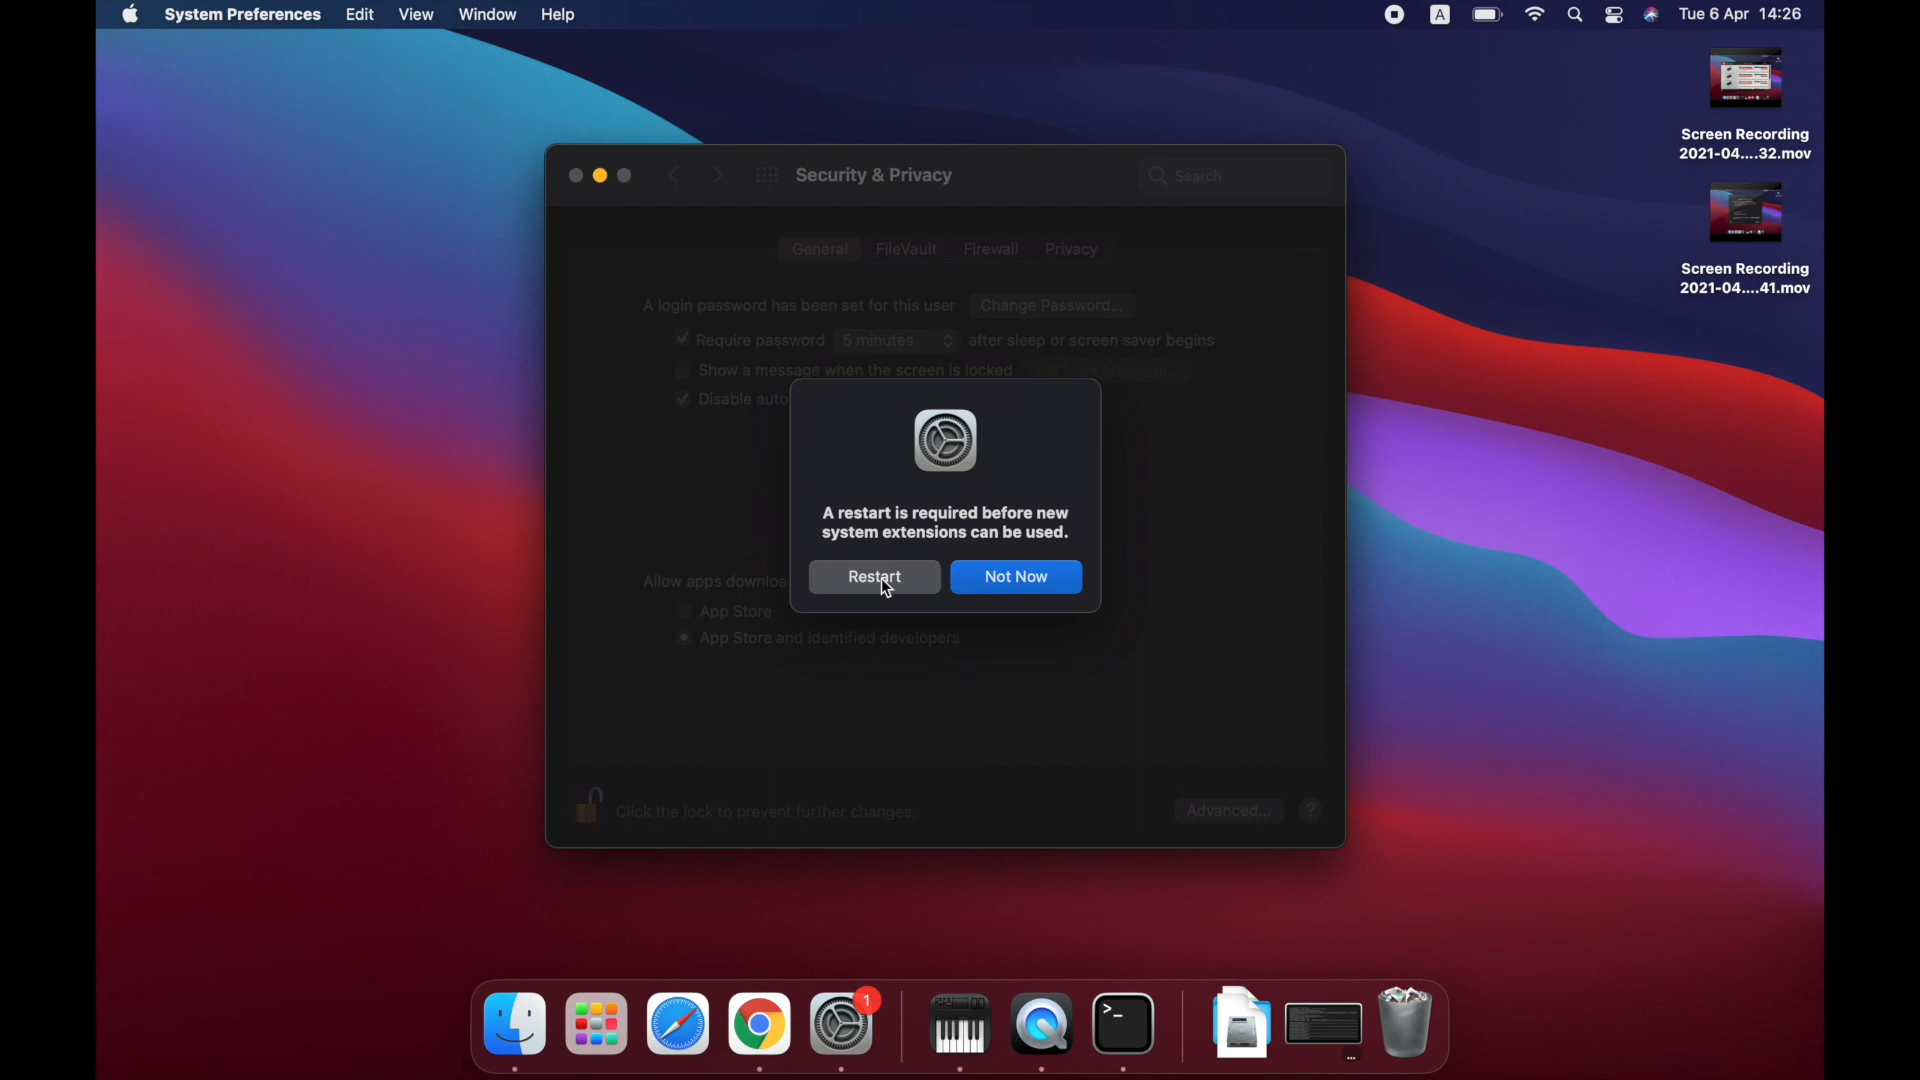 System Preferences Edit View Window Help
A
Tue 6 Apr 14:26
Screen Recording
2021-04....32.mov
Screen Recording
2021-04....41.mov
Security & Privacy
Search
General FileVault Firewall Privacy
A login password has been set for this user Change Password...
Require password 5 minutes after sleep or screen saver begins
Show a message when the screen is locked
Disable auto
A restart is required before new
system extensions can be used.
Restart Not Now
Allow apps downloa
App Store
App Store and identified developers
Click the lock to prevent further changes.
Advanced... ?
1
>_